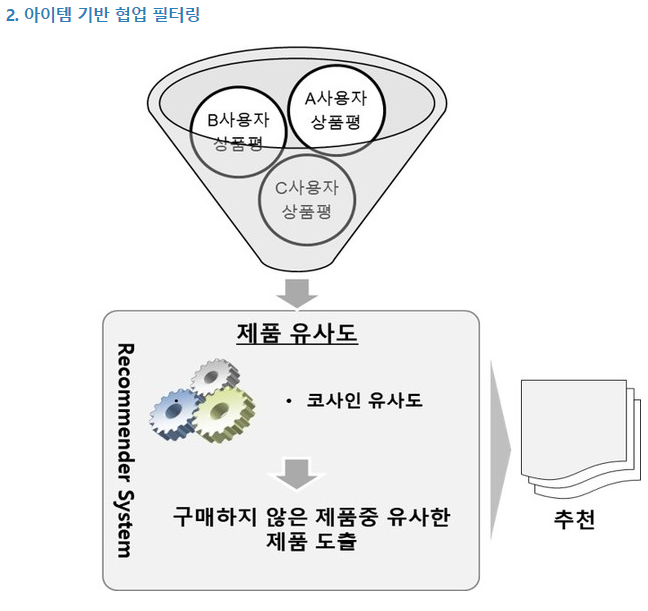 2. 아이템 기반 협업 필터링
A사용자
상품평
B사용자
상품평
C사용자
상품평
제품 유사도
Recommender System
• 코사인 유사도
구매하지 않은 제품중 유사한
제품 도출
추천